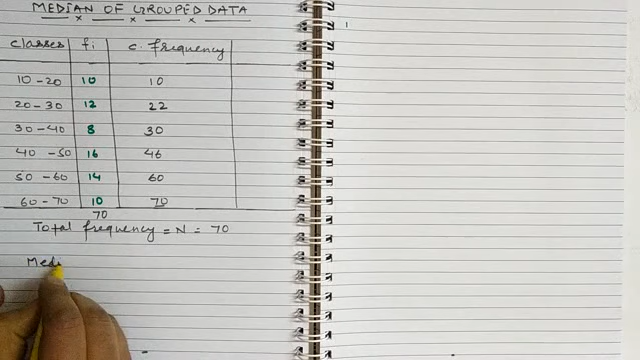 MEDIAN OF GROUPED DATA
classes fi c. frequency
10-20 10 10
20-30 12 22
30-40 8 30
40-50 16 46
50-60 14 60
60-70 10 70
70
Total frequency = N = 70
Medi